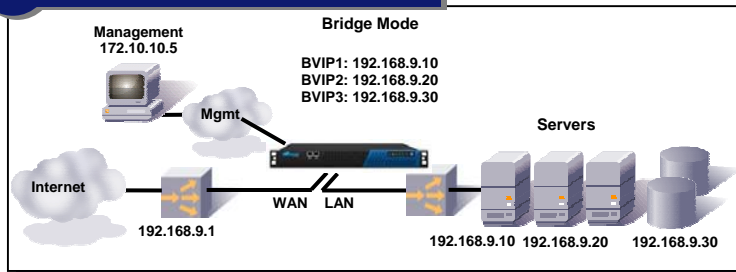 Bridge Mode
Management
172.10.10.5
BVIP1: 192.168.9.10
BVIP2: 192.168.9.20
BVIP3: 192.168.9.30
Mgmt
Servers
Internet
WAN LAN
192.168.9.1
192.168.9.10 192.168.9.20 192.168.9.30